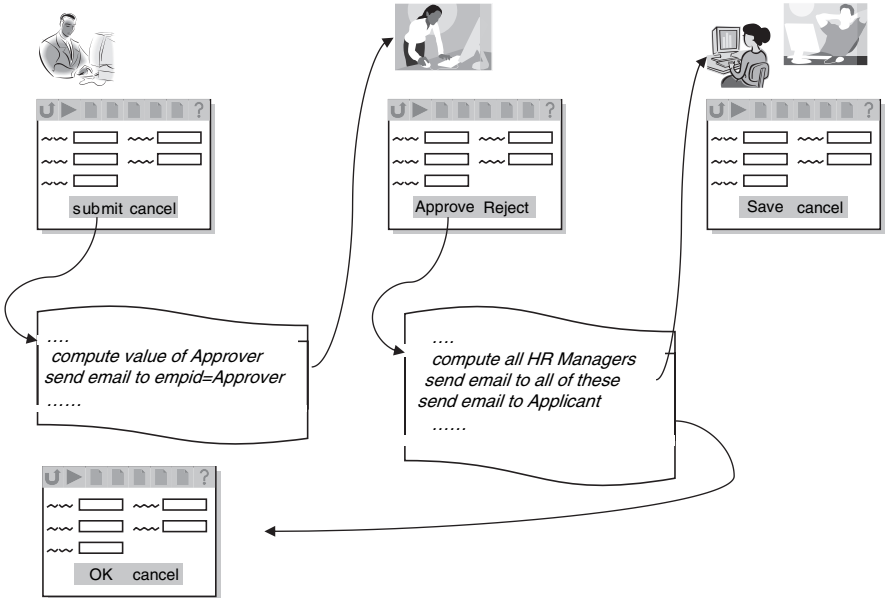 ?
?
?
submit cancel
Approve Reject
Save cancel
....
compute value of Approver
send email to empid=Approver
......
....
compute all HR Managers
send email to all of these
send email to Applicant
......
?
OK cancel